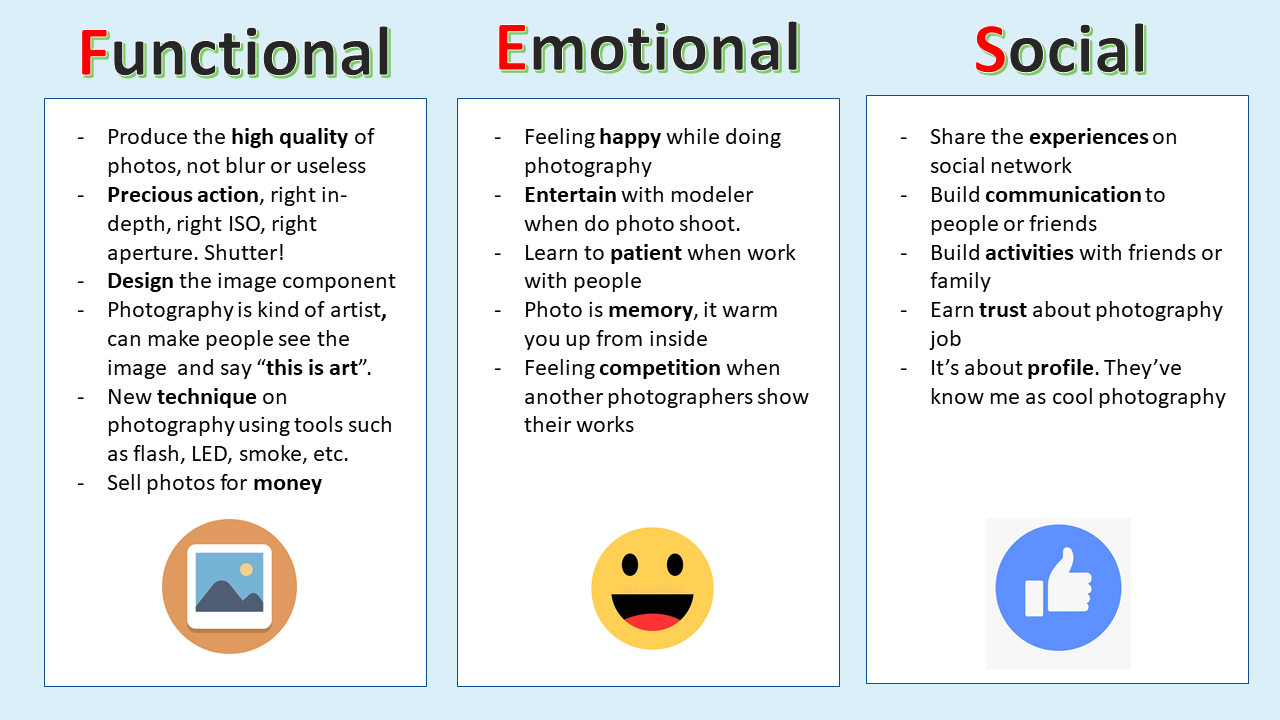 Functional
- Produce the high quality of
photos, not blur or useless
- Precious action, right in-
depth, right ISO, right
aperture. Shutter!
- Design the image component
- Photography is kind of artist,
can make people see the
image  and say “this is art”.
- New technique on
photography using tools such
as flash, LED, smoke, etc.
- Sell photos for money
Emotional
- Feeling happy while doing
photography
- Entertain with modeler
when do photo shoot.
- Learn to patient when work
with people
- Photo is memory, it warm
you up from inside
- Feeling competition when
another photographers show
their works
Social
- Share the experiences on
social network
- Build communication to
people or friends
- Build activities with friends or
family
- Earn trust about photography
job
- It’s about profile. They’ve
know me as cool photography